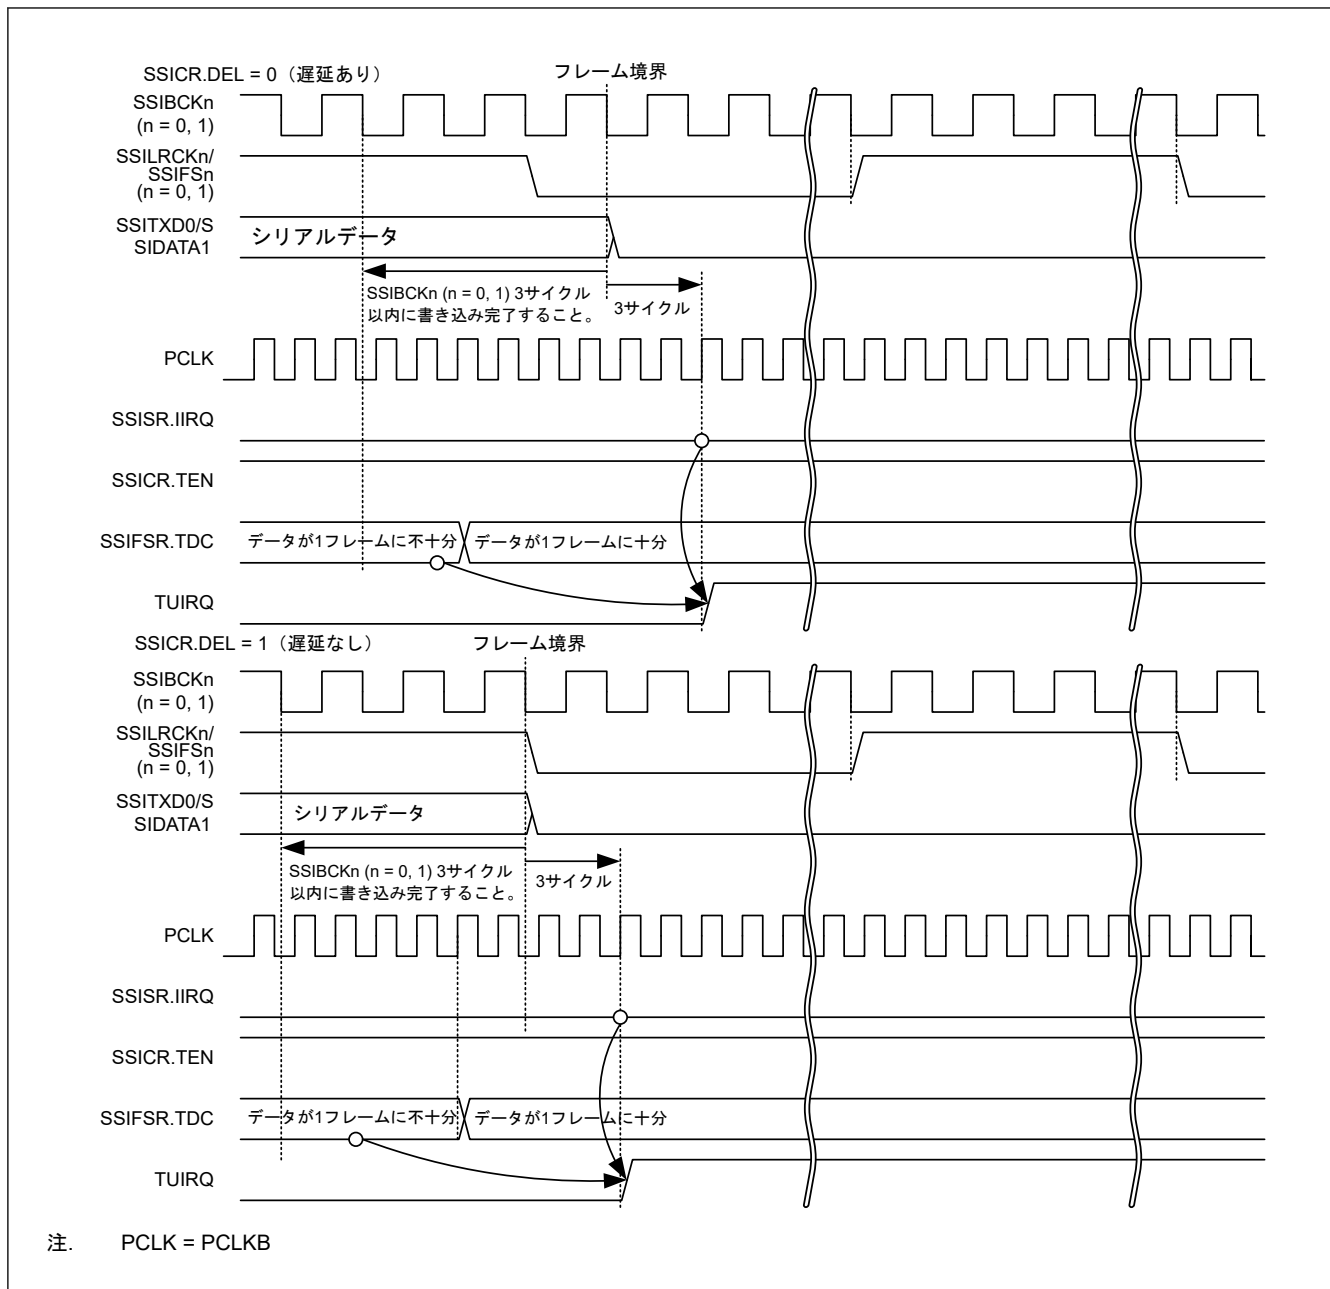 SSICR.DEL = 0（遅延あり）
フレーム境界
SSIBCKn
(n = 0, 1)
SSILRCKn/
SSIFSn
(n = 0, 1)
SSITXD0/S
SIDATA1
シリアルデータ
SSIBCKn (n = 0, 1) 3サイクル
以内に書き込み完了すること。
3サイクル
PCLK
SSISR.IIRQ
SSICR.TEN
SSIFSR.TDC
データが1フレームに不十分
データが1フレームに十分
TUIRQ
SSICR.DEL = 1（遅延なし）
フレーム境界
SSIBCKn
(n = 0, 1)
SSILRCKn/
SSIFSn
(n = 0, 1)
SSITXD0/S
SIDATA1
シリアルデータ
SSIBCKn (n = 0, 1) 3サイクル
以内に書き込み完了すること。
3サイクル
PCLK
SSISR.IIRQ
SSICR.TEN
SSIFSR.TDC
データが1フレームに不十分
データが1フレームに十分
TUIRQ
注. PCLK = PCLKB